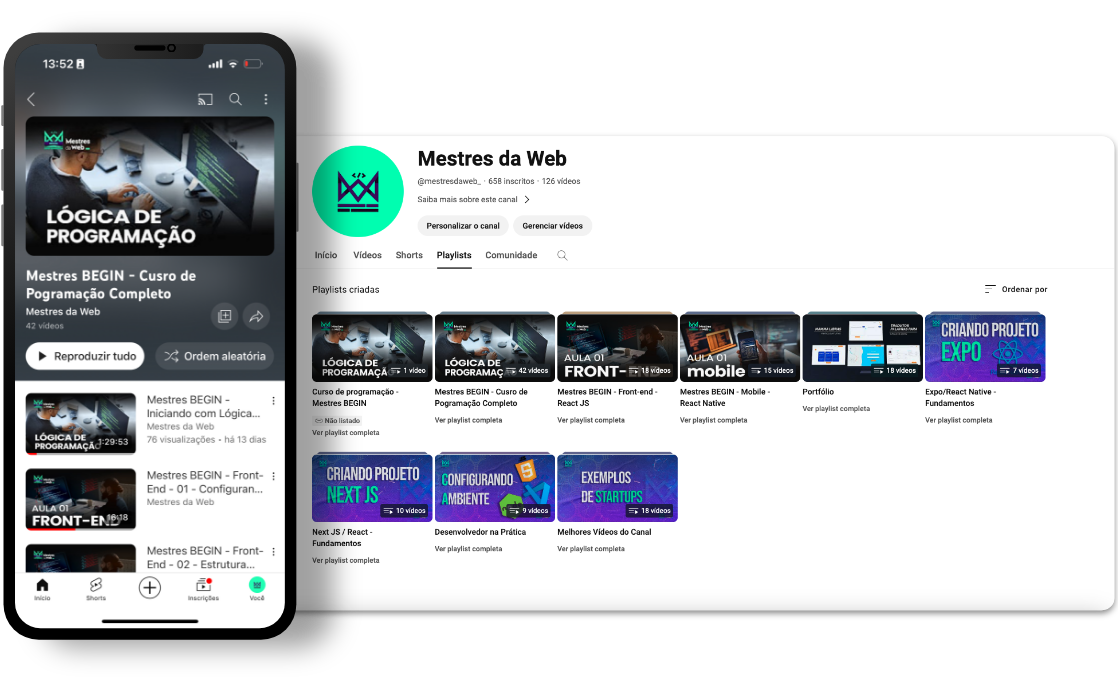 13:52
Mestres
da Web
LÓGICA DE
PROGRAMAÇÃO
Mestres BEGIN - Cusro de
Pogramação Completo
Mestres da Web
42 vídeos
Reproduzir tudo
Ordem aleatória
LÓGICA DE
PROGRAMAÇÃO
1:29:53
Mestres BEGIN -
Iniciando com Lógica...
Mestres da Web
76 visualizações • há 13 dias
AULA 01
FRONT-END
16:18
Mestres BEGIN - Front-
End - 01 - Configuran...
Mestres da Web
Mestres BEGIN - Front-
End - 02 - Estrutura...
Início
Shorts
Inscrições
Você
Mestres da Web
@mestresdaweb_ · 658 inscritos · 126 vídeos
Saiba mais sobre este canal
Personalizar o canal
Gerenciar vídeos
Início Vídeos Shorts Playlists Comunidade
Playlists criadas
Ordenar por
LÓGICA DE
PROGRAMAÇ
1 vídeo
Curso de programação -
Mestres BEGIN
Não listado
Ver playlist completa
LÓGICA DE
PROGRAMAÇ
42 vídeos
Mestres BEGIN - Cusro de
Pogramação Completo
Ver playlist completa
AULA 01
FRONT-
18 vídeos
Mestres BEGIN - Front-end -
React JS
Ver playlist completa
AULA 01
mobile
15 vídeos
Mestres BEGIN - Mobile -
React Native
Ver playlist completa
18 vídeos
Portfólio
Ver playlist completa
CRIANDO PROJETO
EXPO
7 vídeos
Expo/React Native -
Fundamentos
Ver playlist completa
CRIANDO PROJETO
NEXT JS
10 vídeos
Next JS / React -
Fundamentos
Ver playlist completa
CONFIGURANDO
AMBIENTE
9 vídeos
Desenvolvedor na Prática
Ver playlist completa
EXEMPLOS
DE STARTUPS
18 vídeos
Melhores Vídeos do Canal
Ver playlist completa